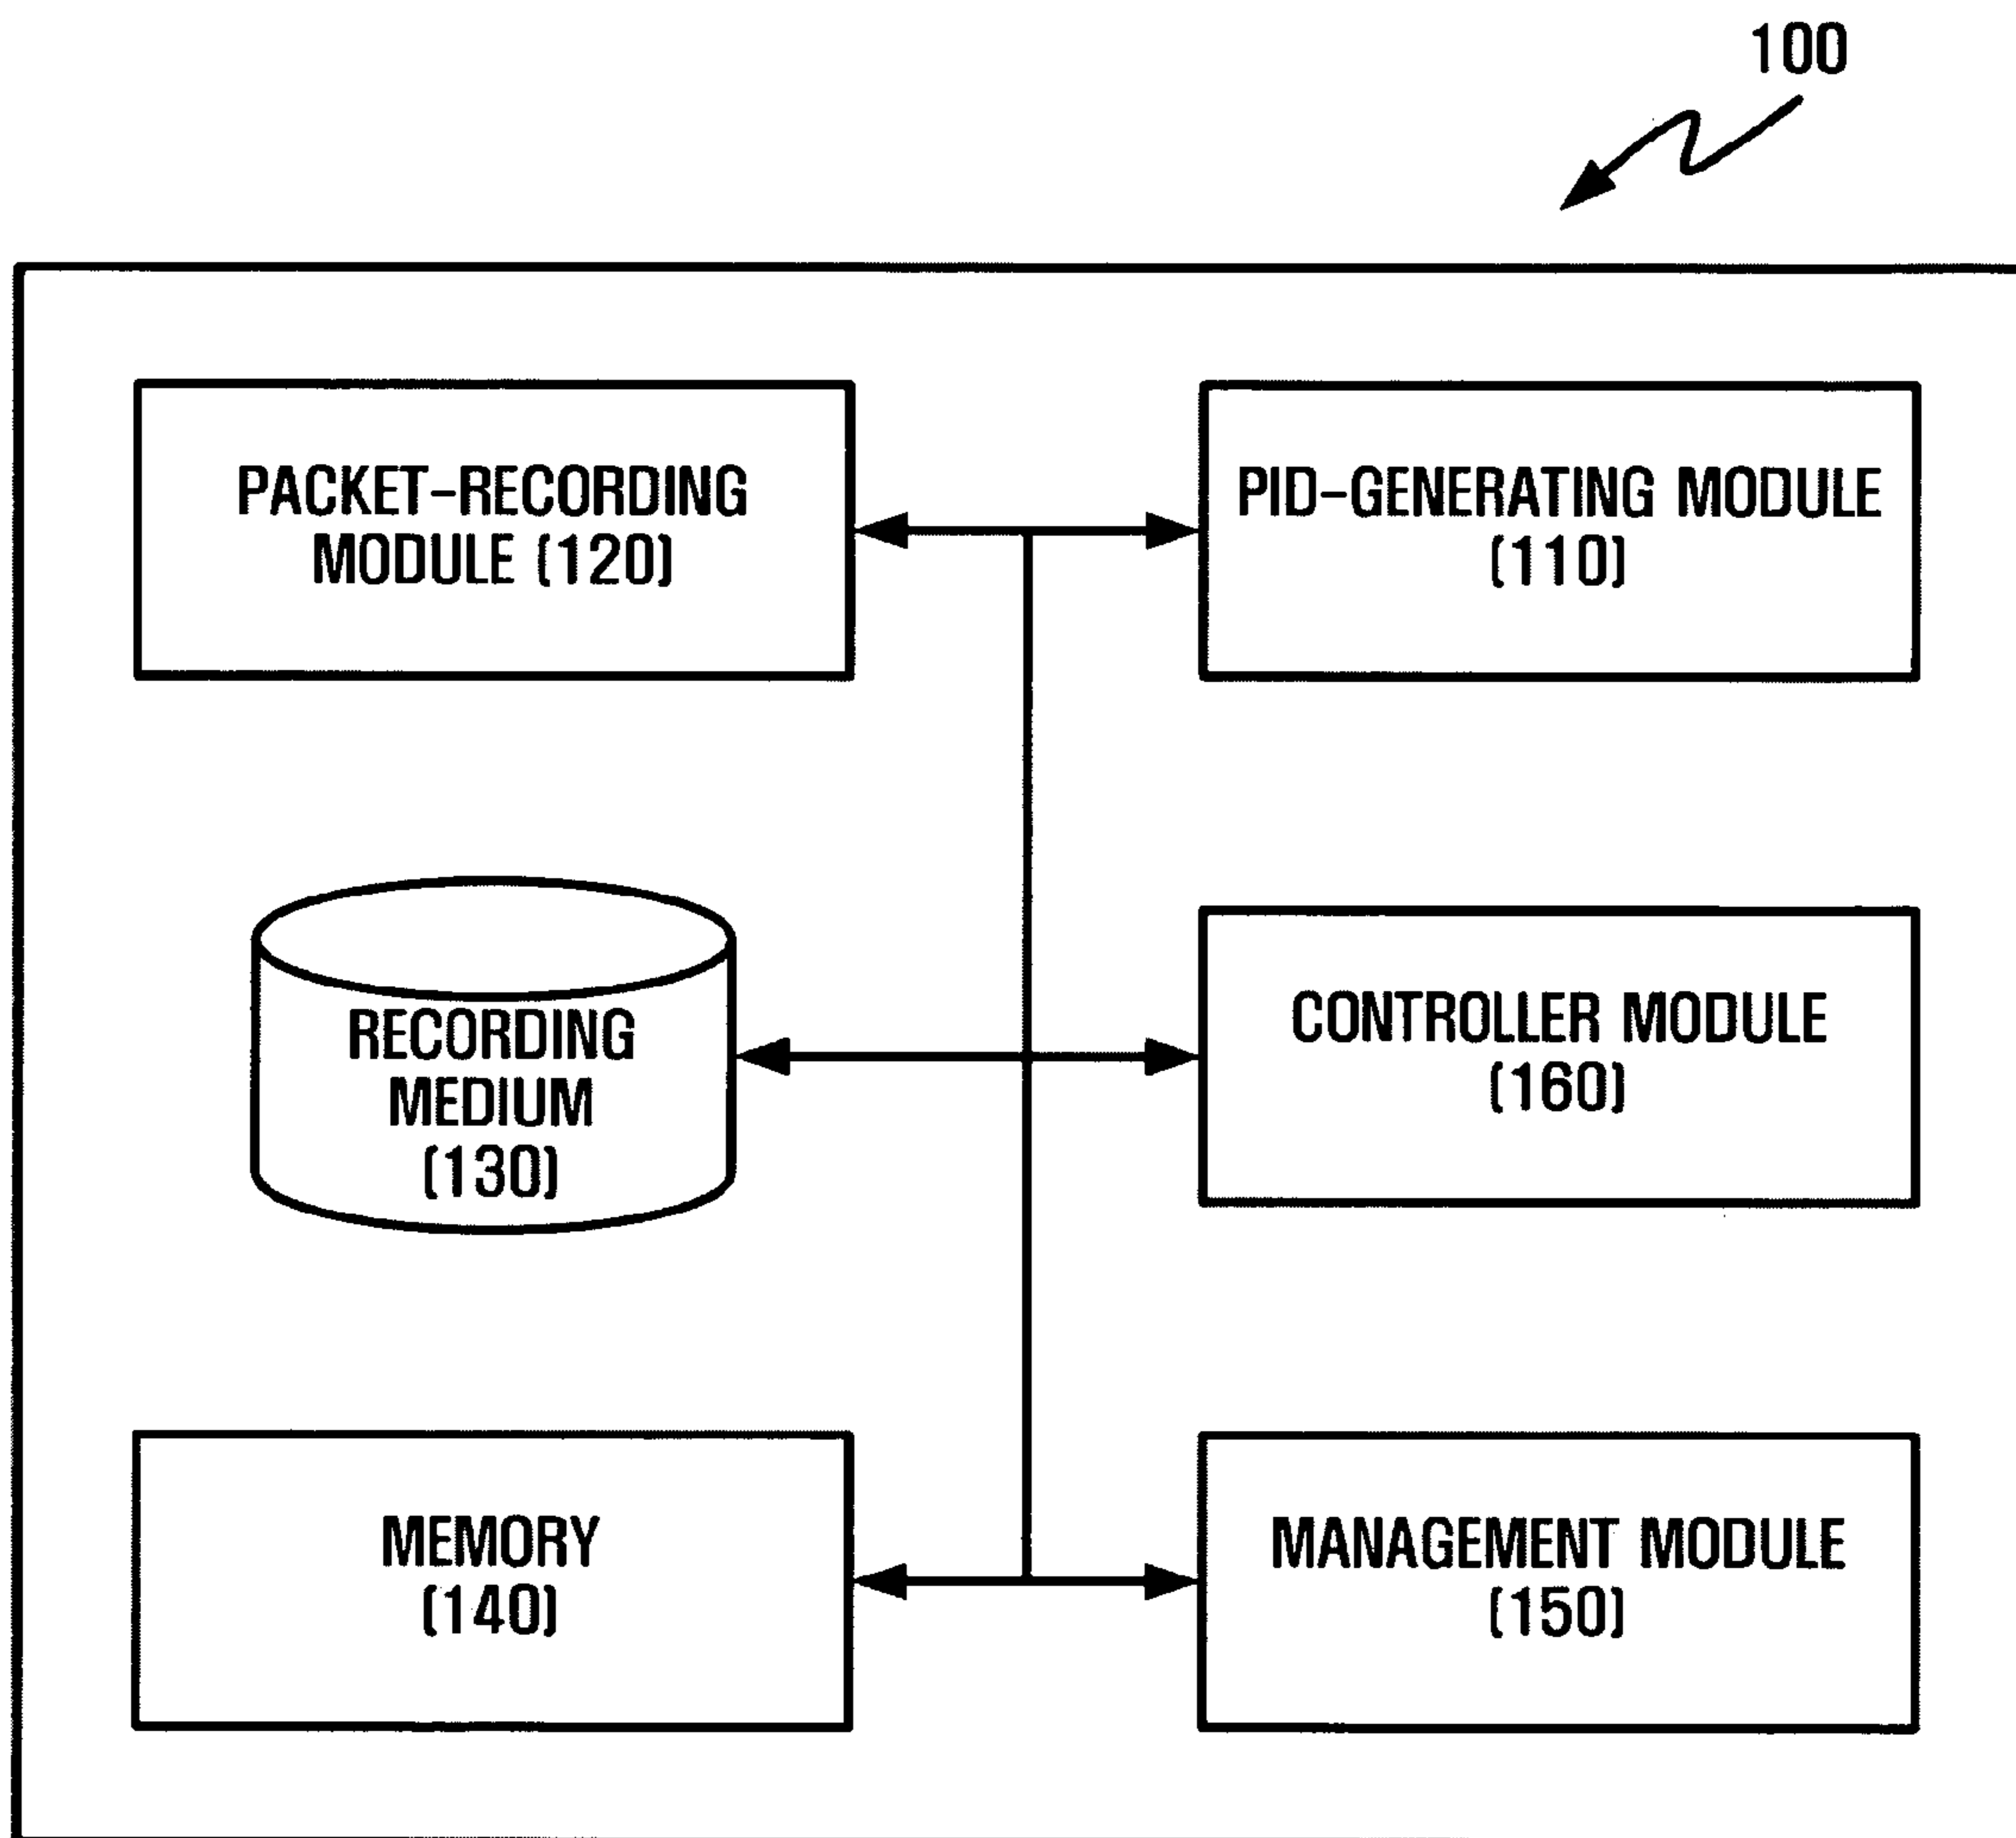 100
PACKET-RECORDING
MODULE (120)
PID-GENERATING MODULE
(110)
RECORDING
MEDIUM
(130)
CONTROLLER MODULE
(160)
MEMORY
(140)
MANAGEMENT MODULE
(150)